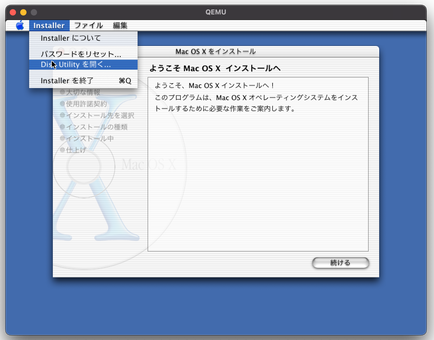 QEMU
Installer ファイル 編集
Installer について
パスワードをリセット...
Disk Utility を開く...
Installer を終了 ⌘Q
Mac OS X をインストール
ようこそ Mac OS X インストールへ
ようこそ、Mac OS X インストールへ！
このプログラムは、Mac OS X オペレーティングシステムをインス
トールするために必要な作業をご案内します。
大切な情報
使用許諾契約
インストール先を選択
インストールの種類
インストール中
仕上げ
Mac OS X
続ける